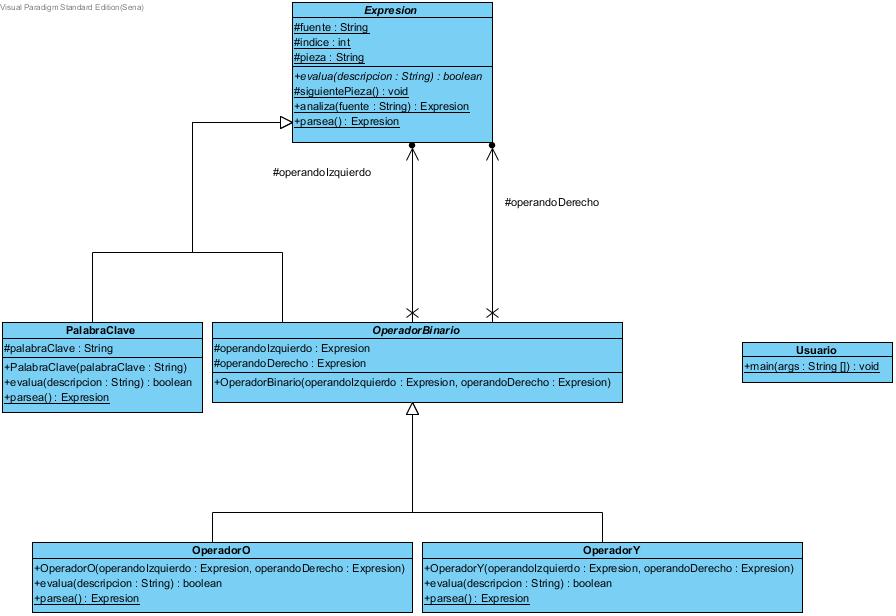 Visual Paradigm Standard Edition(Sena)
Expresion
#fuente : String
#indice : int
#pieza : String
+evalua(descripcion : String) : boolean
#siguientePieza() : void
+analiza(fuente : String) : Expresion
+parsea() : Expresion
#operandoIzquierdo
#operandoDerecho
PalabraClave
#palabraClave : String
+PalabraClave(palabraClave : String)
+evalua(descripcion : String) : boolean
+parsea() : Expresion
OperadorBinario
#operandoIzquierdo : Expresion
#operandoDerecho : Expresion
+OperadorBinario(operandoIzquierdo : Expresion, operandoDerecho : Expresion)
Usuario
+main(args : String []) : void
OperadorO
+OperadorO(operandoIzquierdo : Expresion, operandoDerecho : Expresion)
+evalua(descripcion : String) : boolean
+parsea() : Expresion
OperadorY
+OperadorY(operandoIzquierdo : Expresion, operandoDerecho : Expresion)
+evalua(descripcion : String) : boolean
+parsea() : Expresion